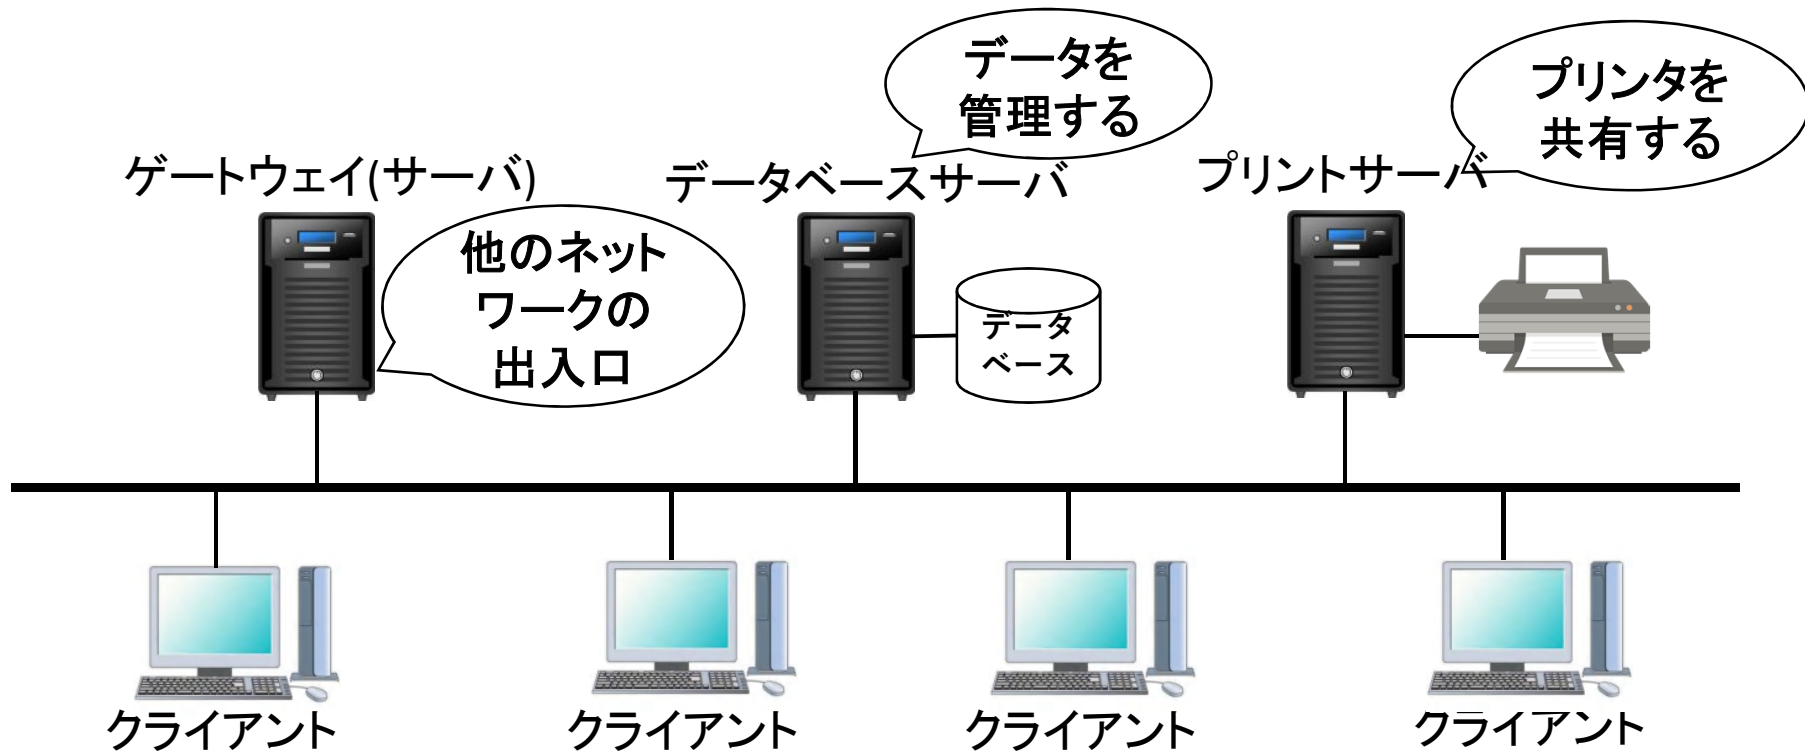 データを
管理する
プリンタを
共有する
ゲートウェイ(サーバ)
データベースサーバ
プリントサーバ
他のネット
ワークの
出入口
データ
ベース
クライアント
クライアント
クライアント
クライアント